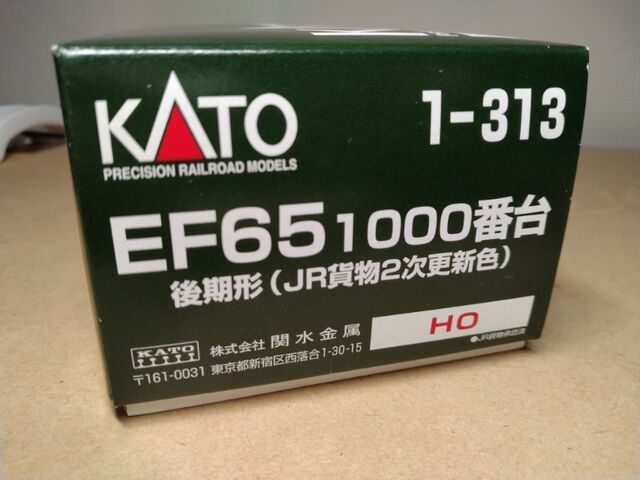 KATO
PRECISION RAILROAD MODELS
1-313
EF65 1000番台
後期形(JR貨物2次更新色)
HO
●JR貨物承認済
KATO
株式会社 関水金属
〒161-0031 東京都新宿区西落合1-30-15